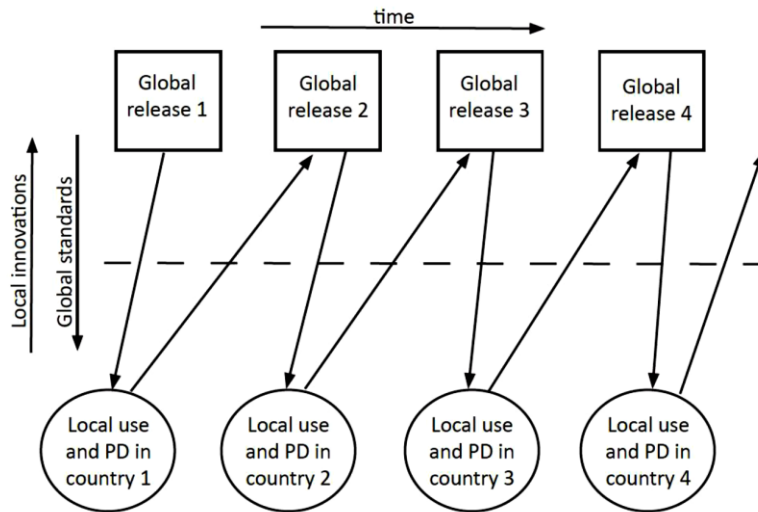 time
Global
release 1
Global
release 2
Global
release 3
Global
release 4
Local innovations
Global standards
Local use
and PD in
country 1
Local use
and PD in
country 2
Local use
and PD in
country 3
Local use
and PD in
country 4